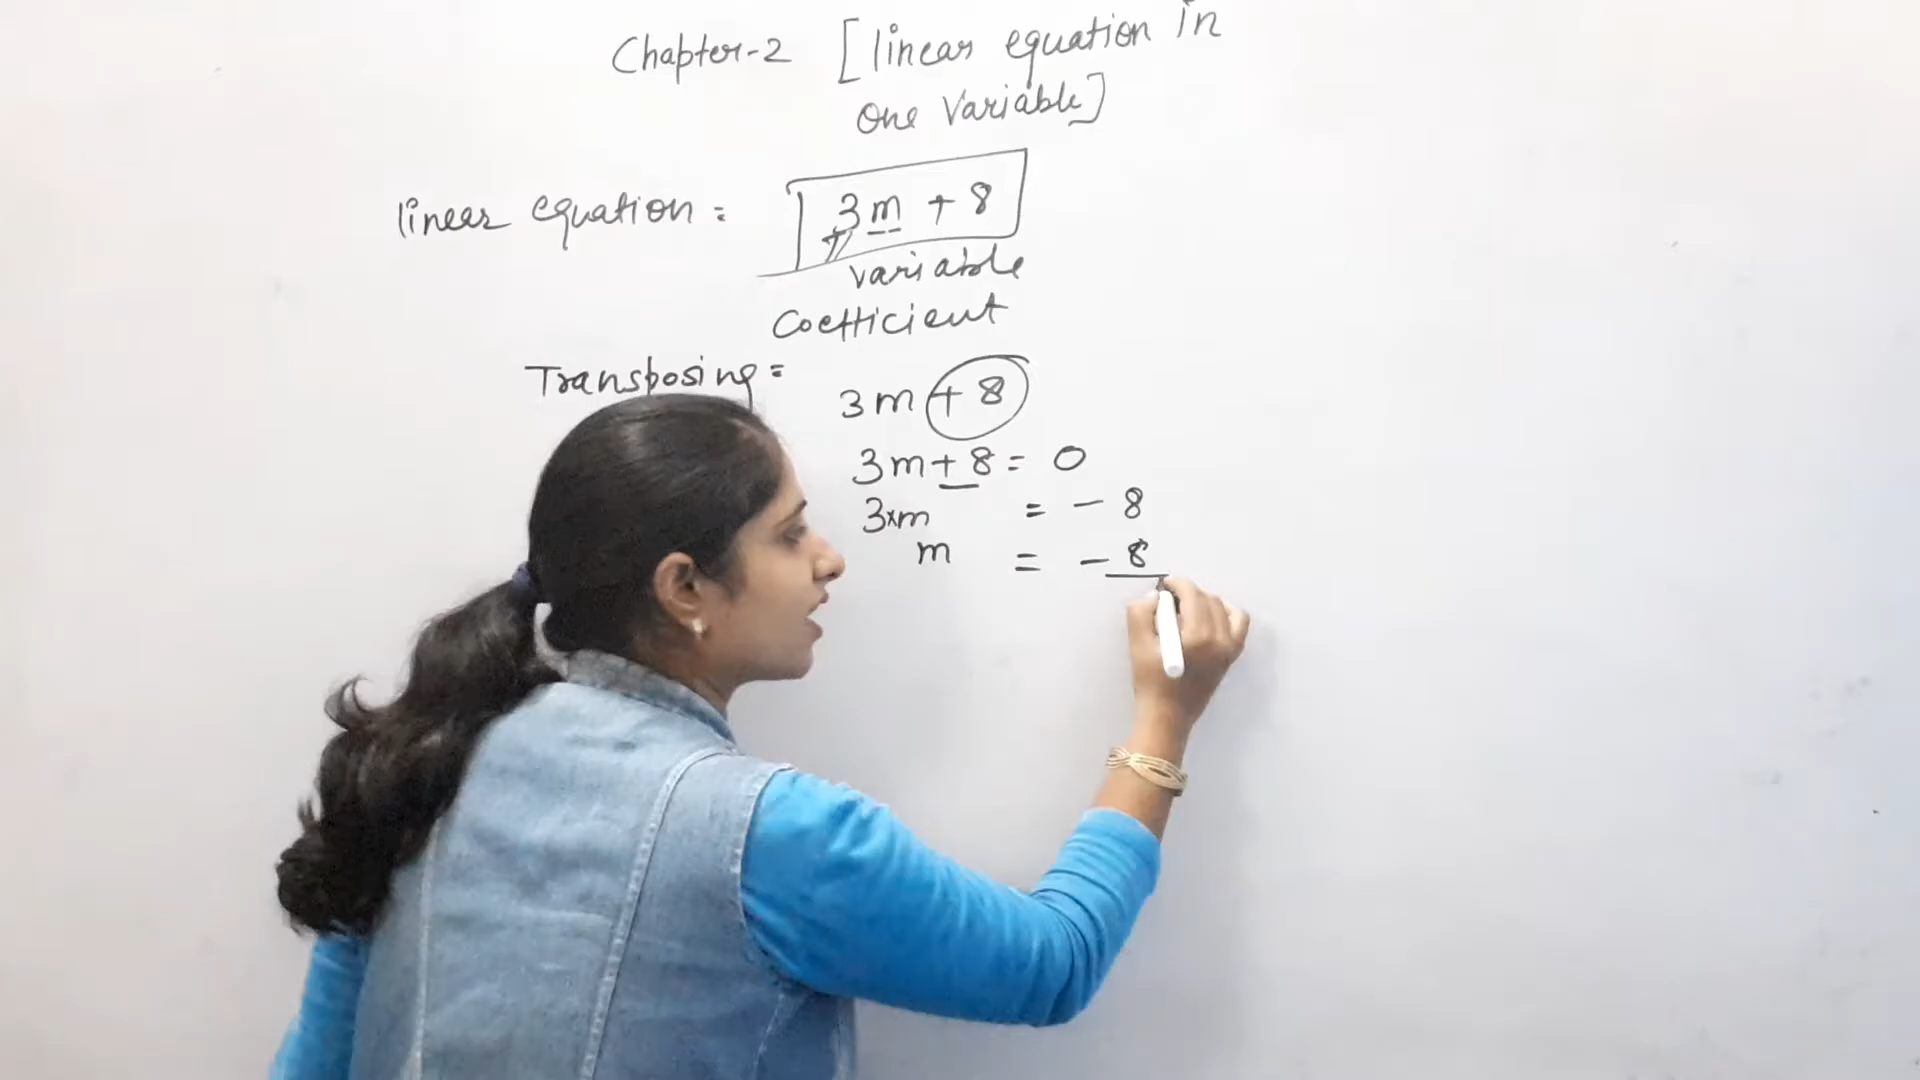 Chapter-2 [linear equation in
one Variable]
linear equation = 3m + 8
variable
Coefficient
Transposing = 3m + 8
3m + 8 = 0
3×m = - 8
m = - 8